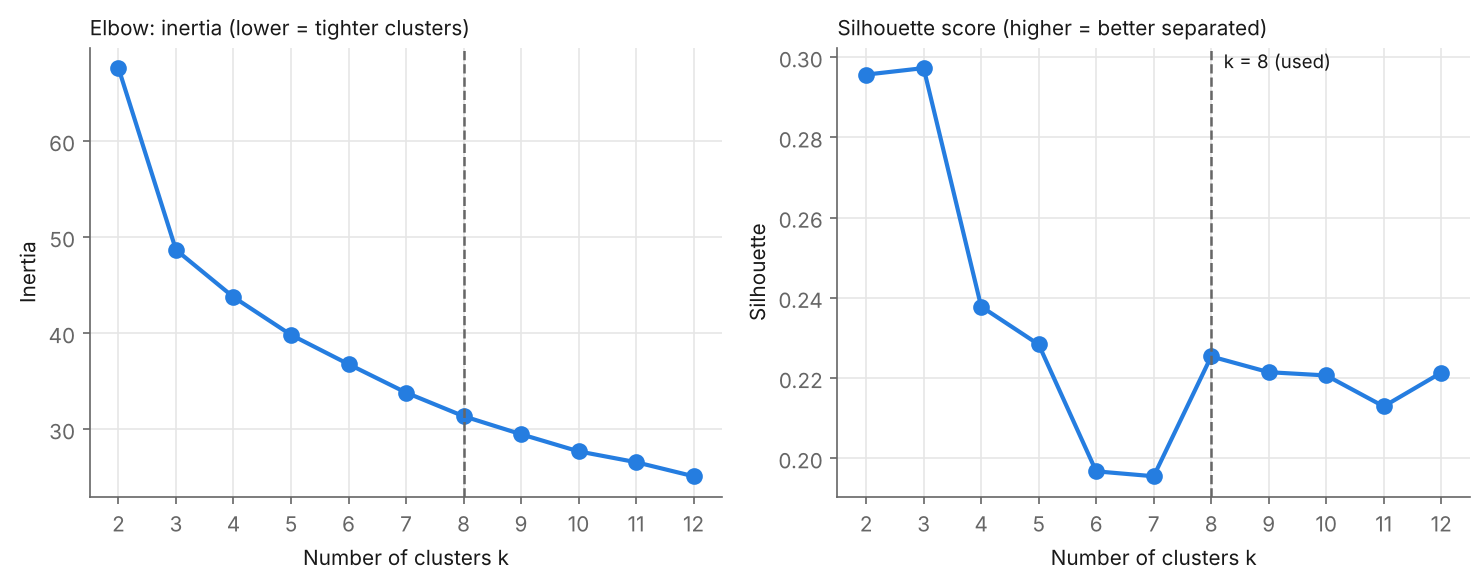 Elbow: inertia (lower = tighter clusters)
Inertia
60
50
40
30
2 3 4 5 6 7 8 9 10 11 12
Number of clusters k
Silhouette score (higher = better separated)
k = 8 (used)
Silhouette
0.30
0.28
0.26
0.24
0.22
0.20
2 3 4 5 6 7 8 9 10 11 12
Number of clusters k